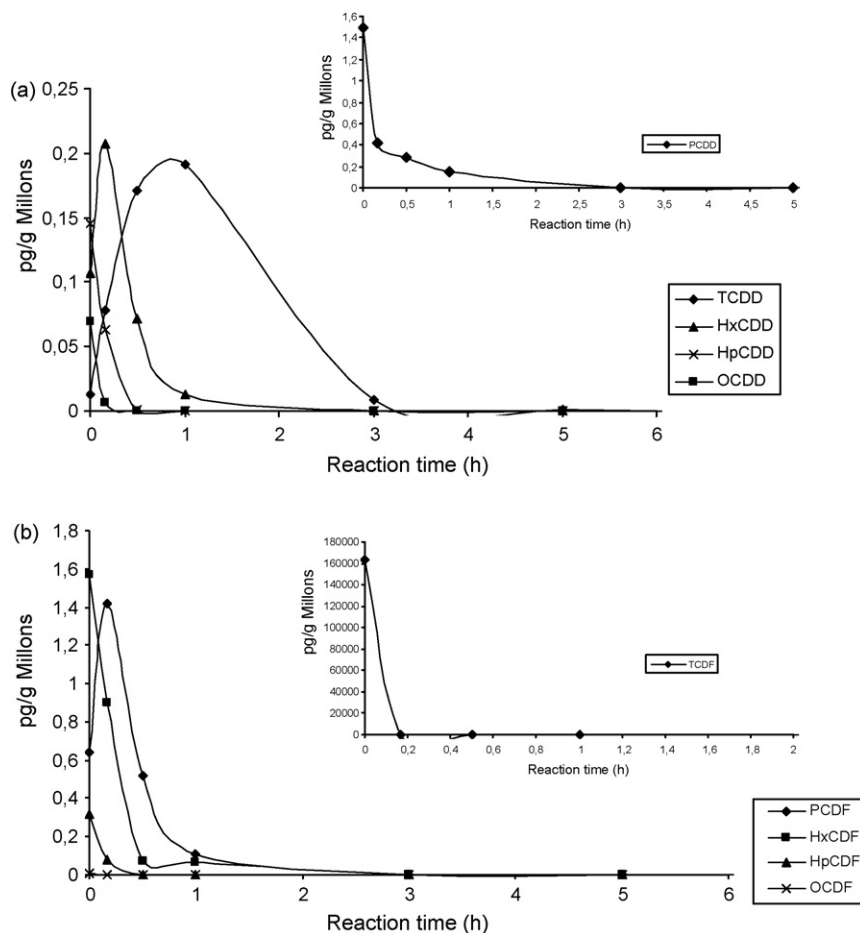 (a)
pg/g Millons
0,25
0,2
0,15
0,1
0,05
0
0 1 2 3 4 5 6
Reaction time (h)
TCDD
HxCDD
HpCDD
OCDD
pg/g Millons
1,6
1,4
1,2
1
0,8
0,6
0,4
0,2
0
0 0,5 1 1,5 2 2,5 3 3,5 4 4,5 5
Reaction time (h)
PCDD
(b)
pg/g Millons
1,8
1,6
1,4
1,2
1
0,8
0,6
0,4
0,2
0
0 1 2 3 4 5 6
Reaction time (h)
PCDF
HxCDF
HpCDF
OCDF
pg/g Millons
180000
160000
140000
120000
100000
80000
60000
40000
20000
0
0 0,2 0,4 0,6 0,8 1 1,2 1,4 1,6 1,8 2
Reaction time (h)
TCDF